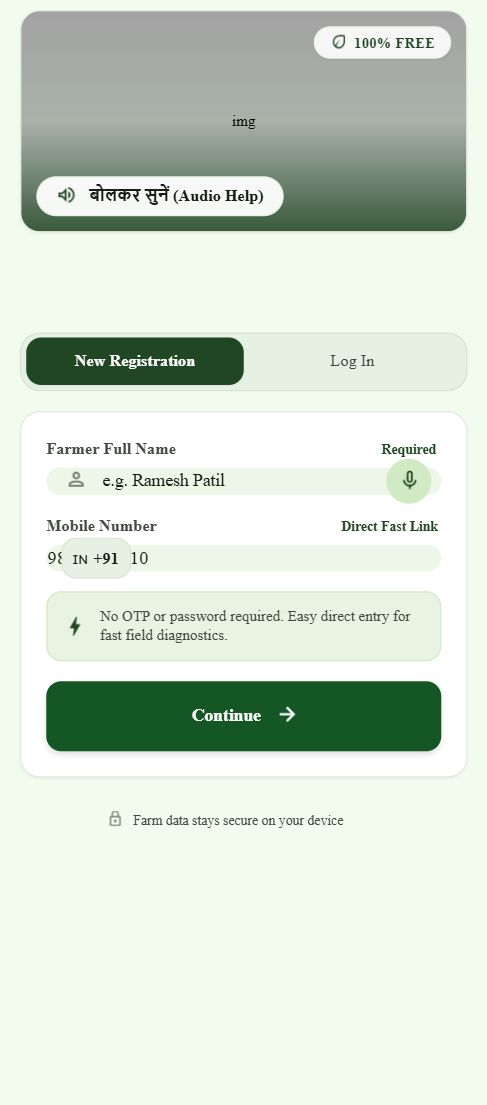 100% FREE
img
बोलकर सुनें (Audio Help)
New Registration
Log In
Farmer Full Name
Required
e.g. Ramesh Patil
Mobile Number
Direct Fast Link
98 IN +91 10
No OTP or password required. Easy direct entry for
fast field diagnostics.
Continue
Farm data stays secure on your device